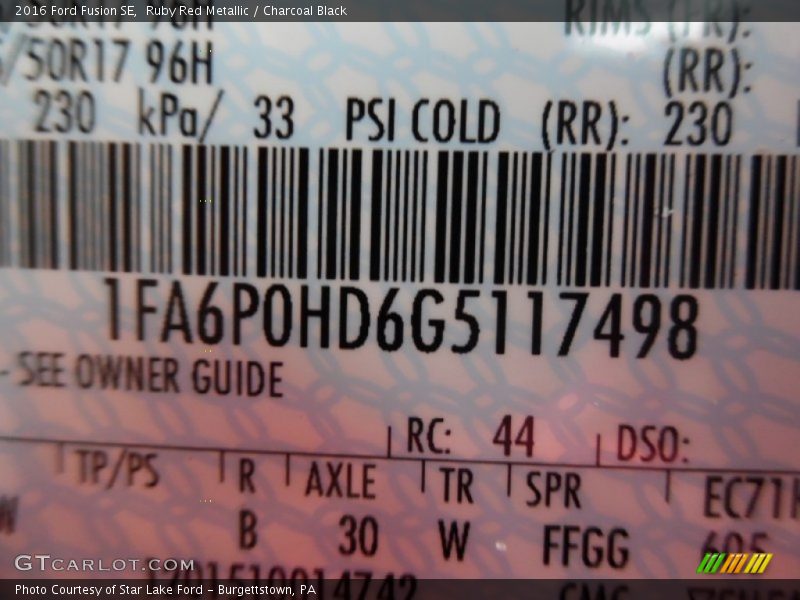 2016 Ford Fusion SE,  Ruby Red Metallic / Charcoal Black
/50R17 96H (RR):
230 kPa/ 33 PSI COLD (RR): 230
1FA6P0HD6G5117498
- SEE OWNER GUIDE
RC: 44 DSO:
TP/PS R AXLE TR SPR EC71
B 30 W FFGG
GTCARLOT.COM
Photo Courtesy of Star Lake Ford - Burgettstown, PA